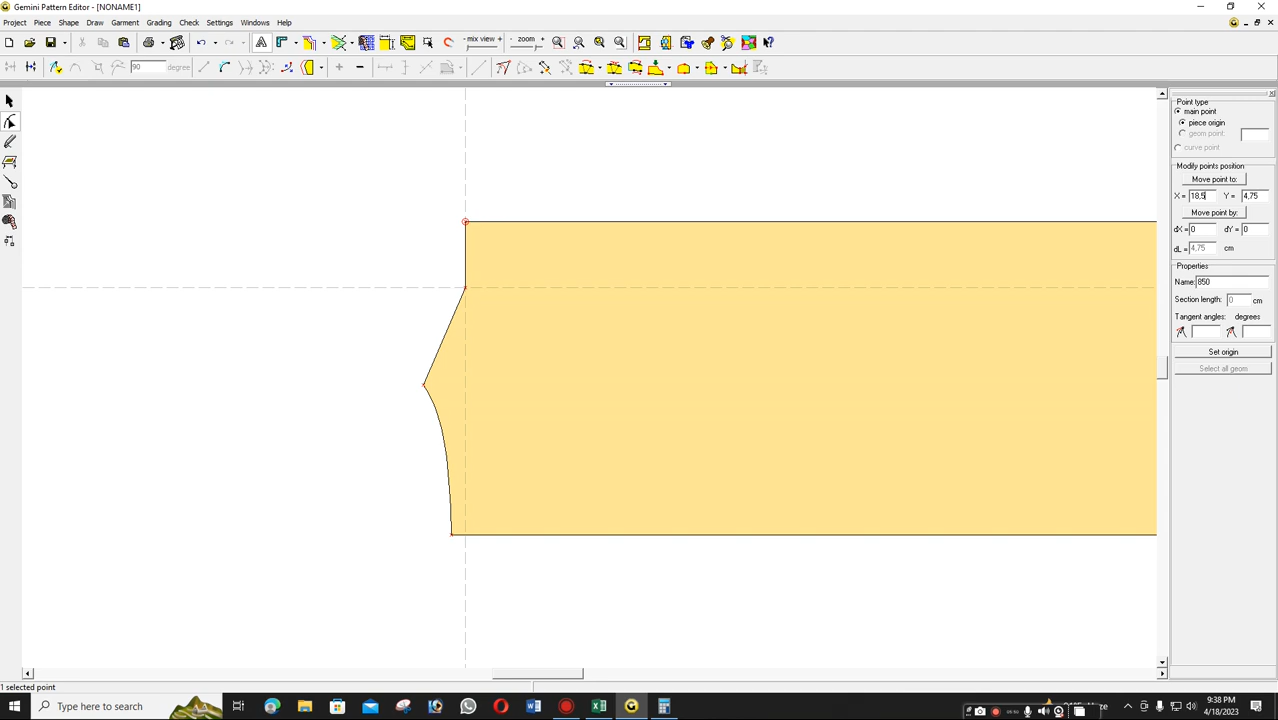 Gemini Pattern Editor - [NONAME1]
Project Piece Shape Draw Garment Grading Check Settings Windows Help
- mix view + - zoom +
90 degree
Point type
main point
piece origin
geom point:
curve point
Modify points position
Move point to:
X = 18,5 Y = 4,75
Move point by:
dX = 0 dY = 0
dL = 4,75 cm
Properties
Name: 850
Section length: 0 cm
Tangent angles: degrees
Set origin
Select all geom
1 selected point
Type here to search
9:38 PM
4/18/2023